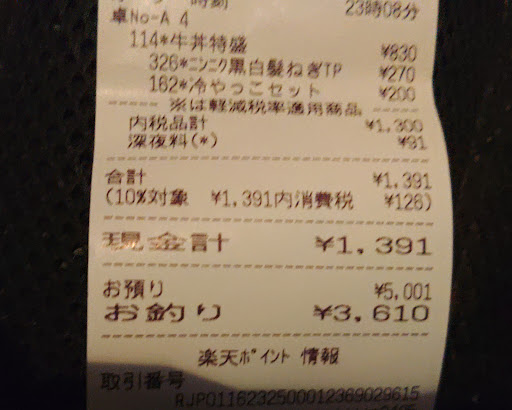 時刻 23時08分
卓No-A 4
114*牛丼特盛 ¥830
326*ニンニク黒白髪ねぎTP ¥270
162*冷やっこセット ¥200
※は軽減税率適用商品
内税品計 ¥1,300
深夜料(*) ¥91
合計 ¥1,391
(10%対象 ¥1,391内消費税 ¥126)
現金計 ¥1,391
お預り ¥5,001
お釣り ¥3,610
楽天ポイント 情報
取引番号
RJP0116232500012369029615